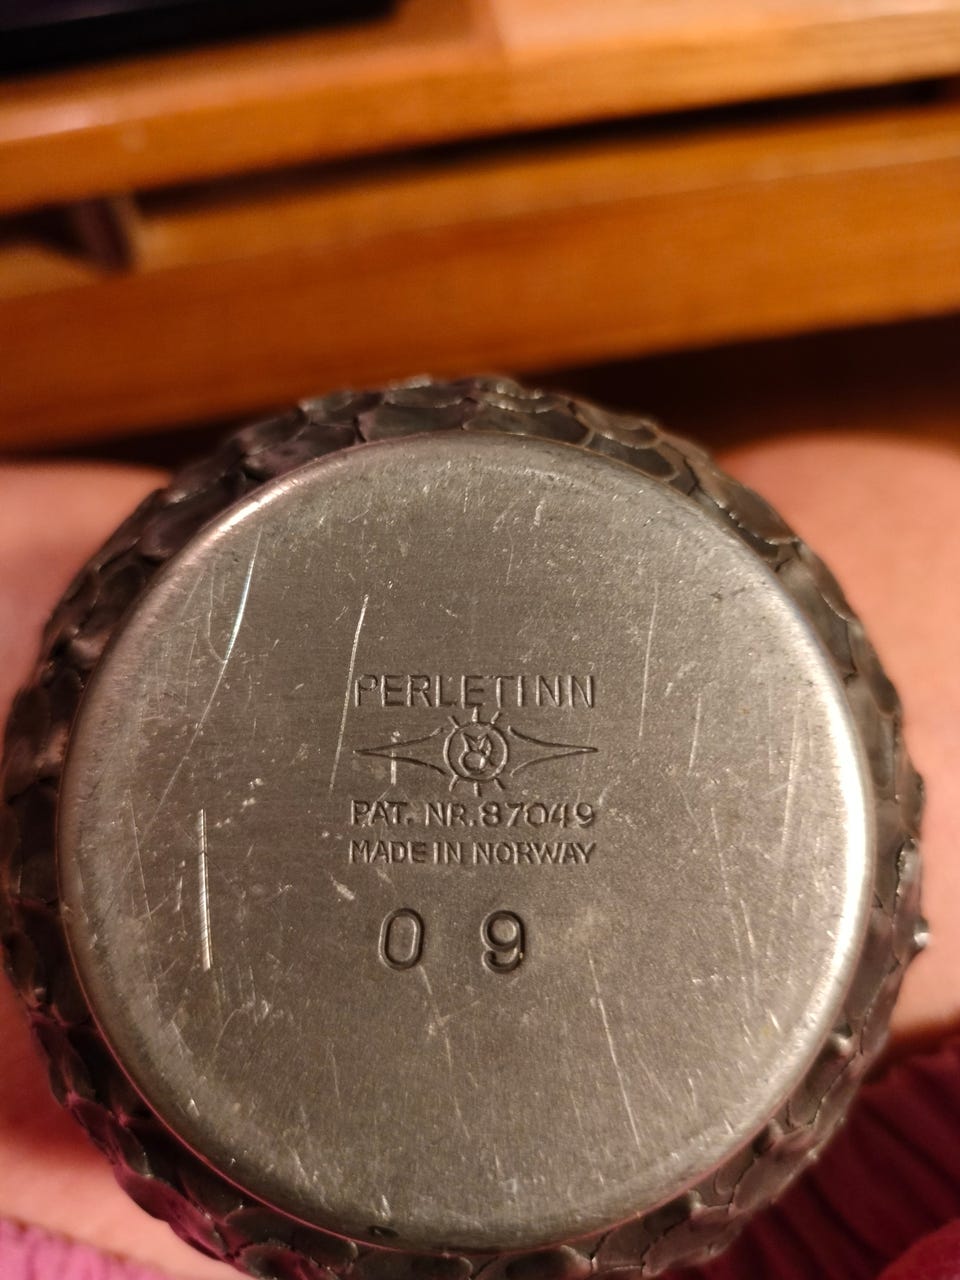 PERLETINN
PAT. NR. 87049
MADE IN NORWAY
0 9